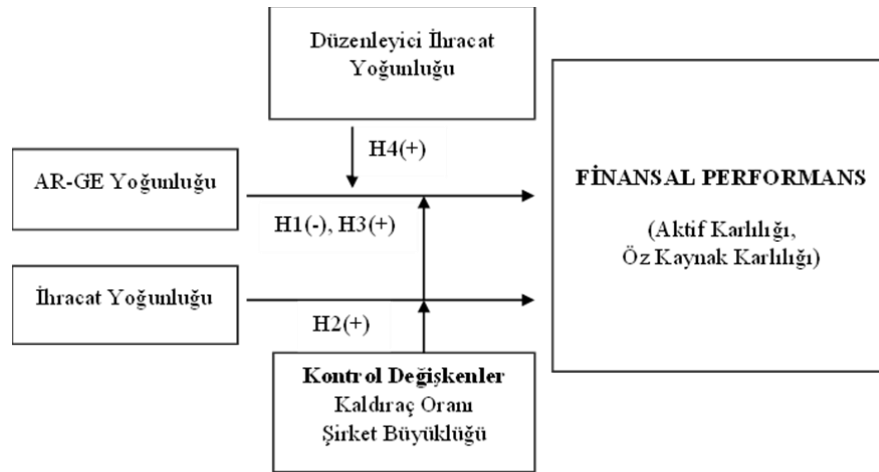 Düzenleyici İhracat
Yoğunluğu
H4(+)
AR-GE Yoğunluğu
H1(-), H3(+)
İhracat Yoğunluğu
H2(+)
Kontrol Değişkenler
Kaldıraç Oranı
Şirket Büyüklüğü
FİNANSAL PERFORMANS
(Aktif Karlılığı,
Öz Kaynak Karlılığı)